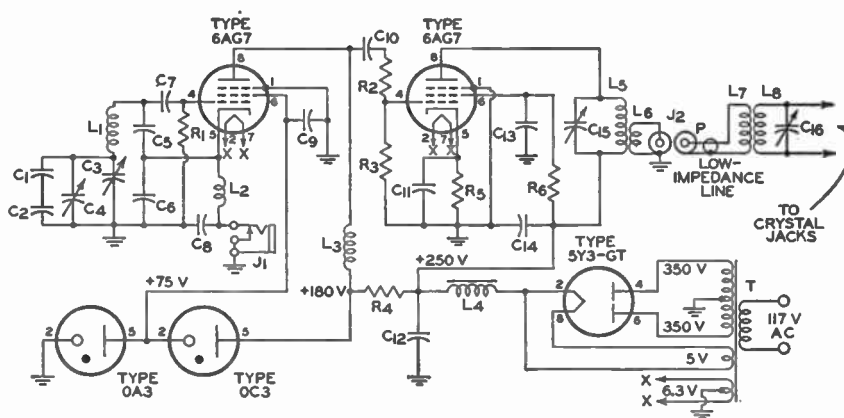 TYPE
6AG7
TYPE
6AG7
8
C10
8
C7
4
1
6
R2
4
1
6
L5
L7
L8
L1
R1
C5
5
2
7
X X
C9
C13
C15
L6
J2
P
C16
C1
C3
R3
2
7
5
X X
LOW-
IMPEDANCE
LINE
C2
C4
C6
L2
C11
R5
R6
TO
CRYSTAL
JACKS
C8
J1
L3
C14
TYPE
5Y3-GT
+75 V
+180V
+250 V
R4
L4
2
8
4
6
350 V
350 V
T
117 V
AC
2
5
2
5
C12
5V
TYPE
0A3
TYPE
0C3
X
6.3 V
X